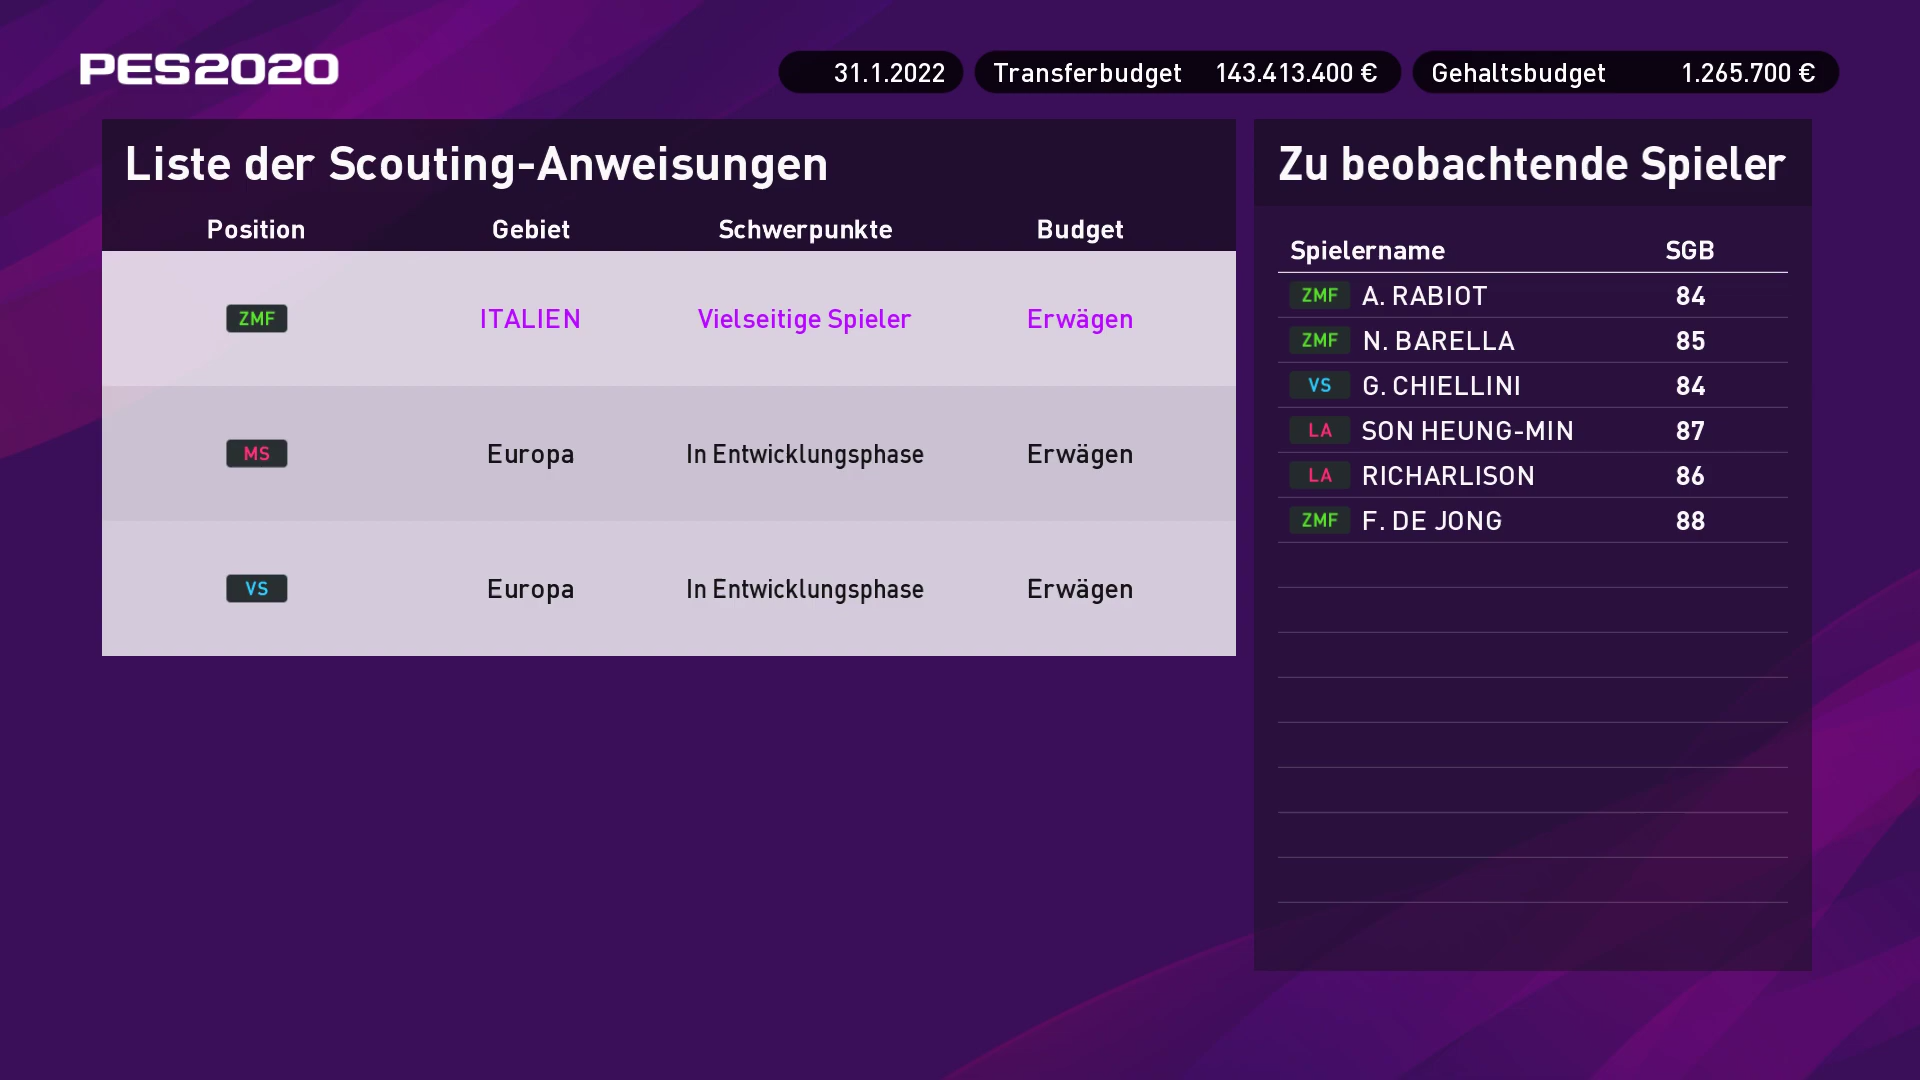 PES2020
31.1.2022 Transferbudget 143.413.400 € Gehaltsbudget 1.265.700 €
Liste der Scouting-Anweisungen
Position Gebiet Schwerpunkte Budget
ZMF ITALIEN Vielseitige Spieler Erwägen
MS Europa In Entwicklungsphase Erwägen
VS Europa In Entwicklungsphase Erwägen
Zu beobachtende Spieler
Spielername SGB
ZMF A. RABIOT 84
ZMF N. BARELLA 85
VS G. CHIELLINI 84
LA SON HEUNG-MIN 87
LA RICHARLISON 86
ZMF F. DE JONG 88